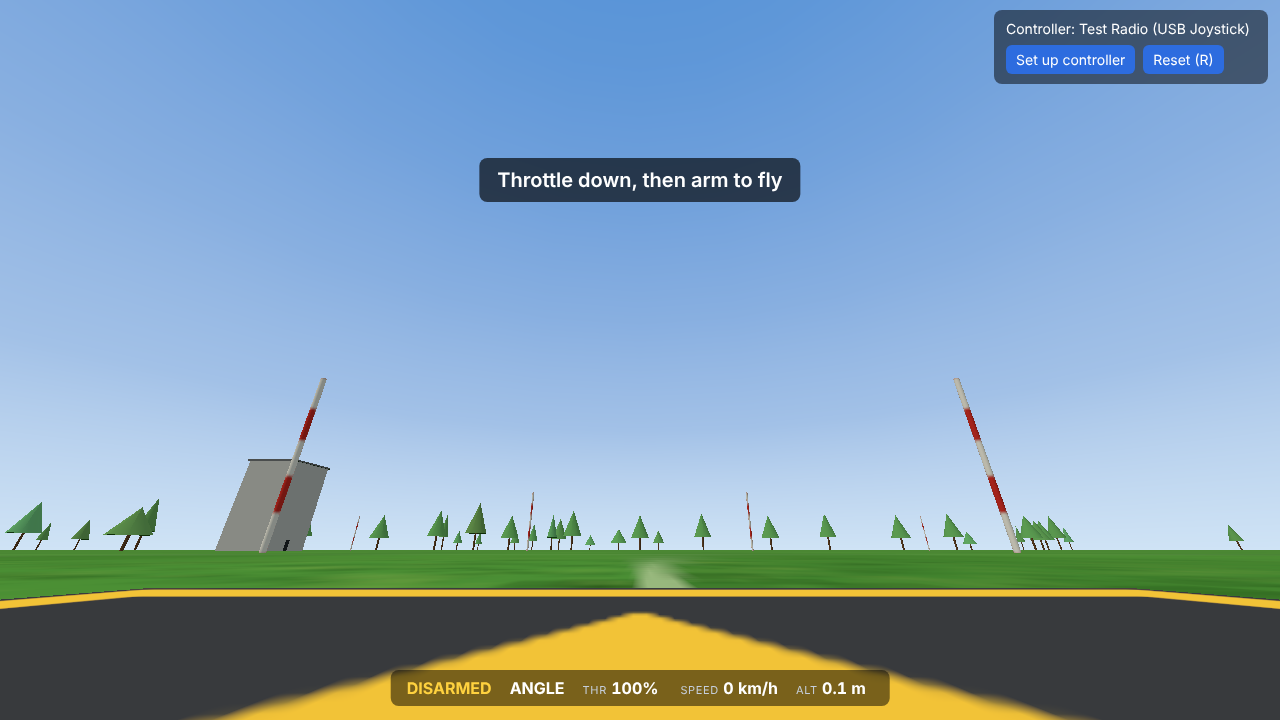 Controller: Test Radio (USB Joystick)
Set up controller Reset (R)
Throttle down, then arm to fly
DISARMED ANGLE THR 100% SPEED 0 km/h ALT 0.1 m